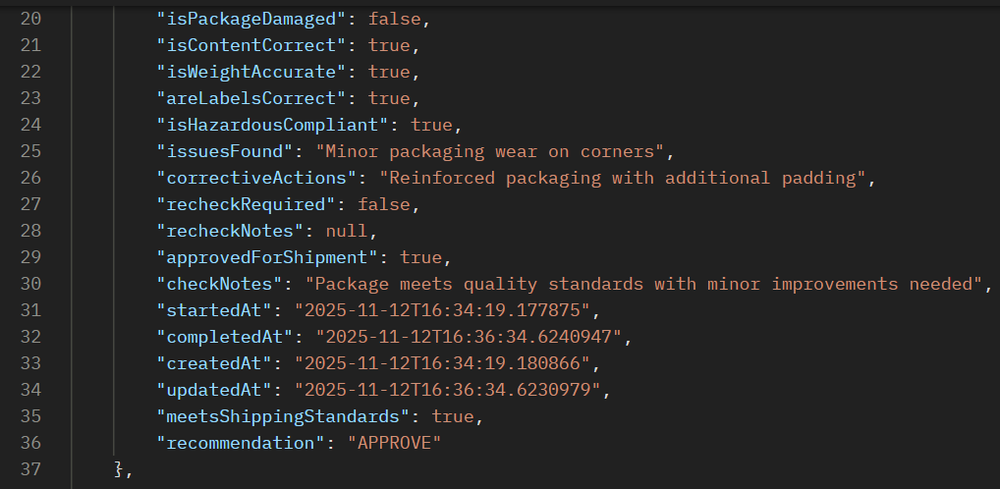 20 "isPackageDamaged": false,
21 "isContentCorrect": true,
22 "isWeightAccurate": true,
23 "areLabelsCorrect": true,
24 "isHazardousCompliant": true,
25 "issuesFound": "Minor packaging wear on corners",
26 "correctiveActions": "Reinforced packaging with additional padding",
27 "recheckRequired": false,
28 "recheckNotes": null,
29 "approvedForShipment": true,
30 "checkNotes": "Package meets quality standards with minor improvements needed",
31 "startedAt": "2025-11-12T16:34:19.177875",
32 "completedAt": "2025-11-12T16:36:34.6240947",
33 "createdAt": "2025-11-12T16:34:19.180866",
34 "updatedAt": "2025-11-12T16:36:34.6230979",
35 "meetsShippingStandards": true,
36 "recommendation": "APPROVE"
37 },